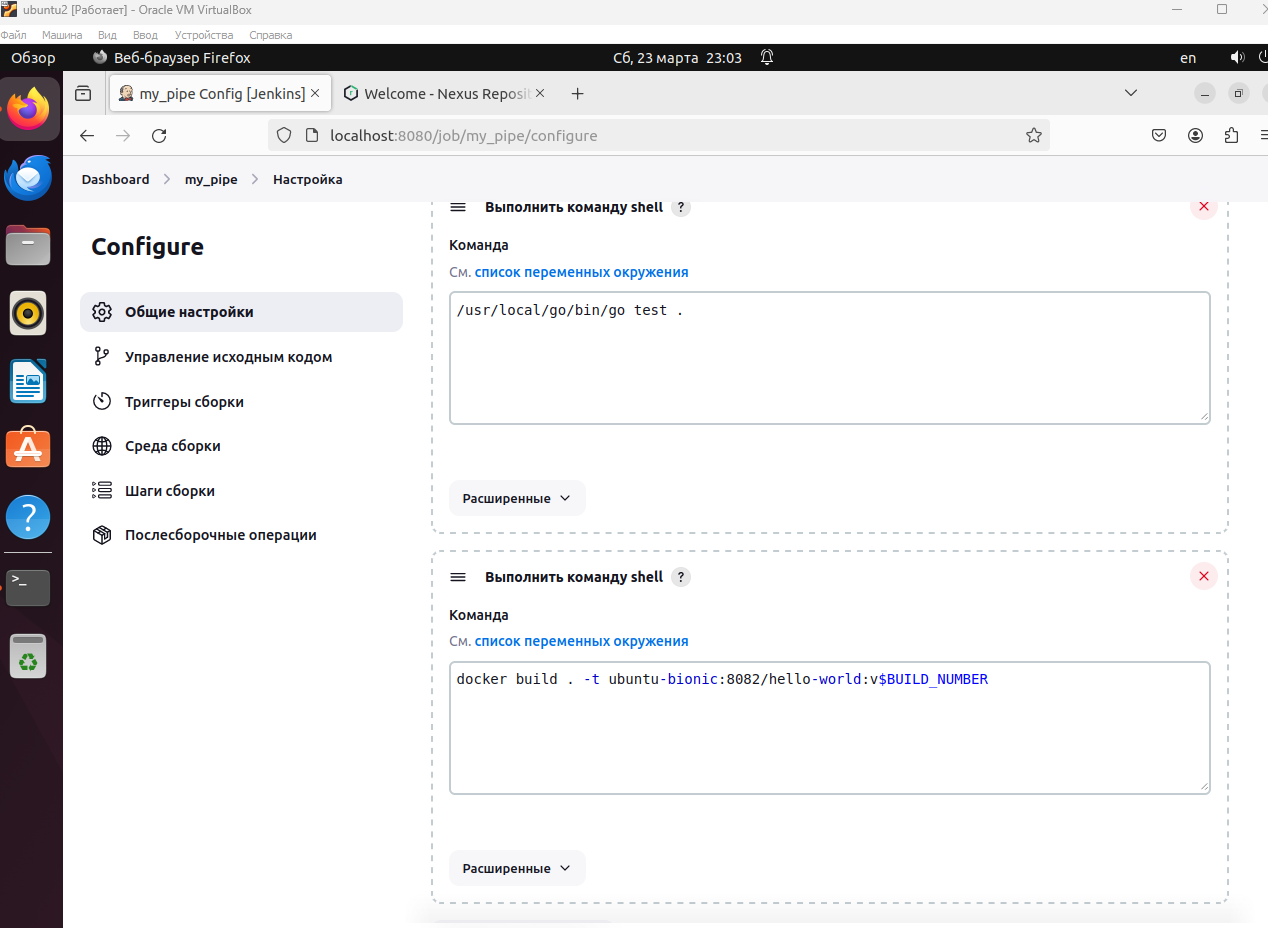 ubuntu2 [Работает] - Oracle VM VirtualBox
Файл Машина Вид Ввод Устройства Справка
Обзор Веб-браузер Firefox Сб, 23 марта 23:03 en
my_pipe Config [Jenkins] Welcome - Nexus Reposit
localhost:8080/job/my_pipe/configure
Dashboard my_pipe Настройка
Configure
Общие настройки
Управление исходным кодом
Триггеры сборки
Среда сборки
Шаги сборки
Послесборочные операции
Выполнить команду shell ?
Команда
См. список переменных окружения
/usr/local/go/bin/go test .
Расширенные
Выполнить команду shell ?
Команда
См. список переменных окружения
docker build . -t ubuntu-bionic:8082/hello-world:v$BUILD_NUMBER
Расширенные